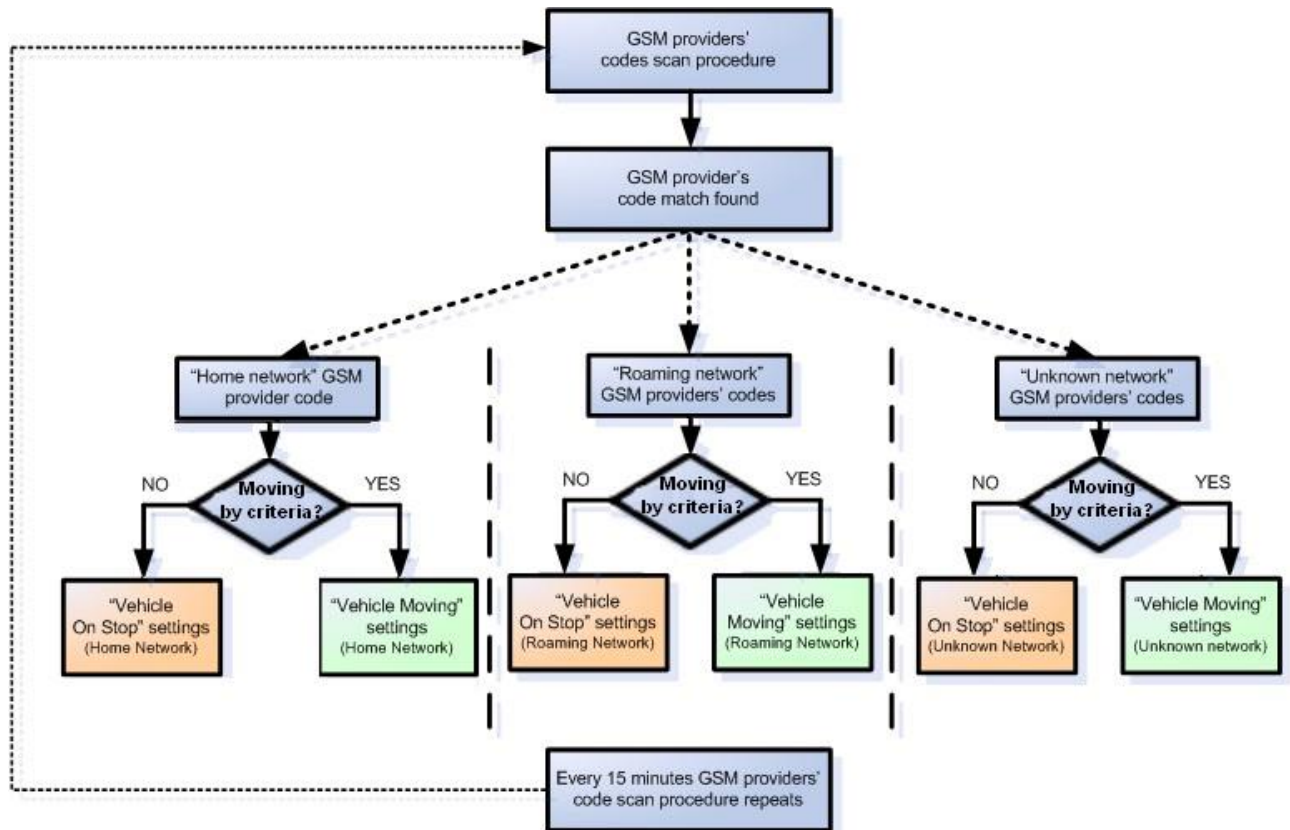 GSM providers'
codes scan procedure
GSM provider's
code match found
"Home network" GSM
provider code
"Roaming network"
GSM providers' codes
"Unknown network"
GSM providers' codes
NO
Moving
by criteria?
YES
NO
Moving
by criteria?
YES
NO
Moving
by criteria?
YES
"Vehicle
On Stop" settings
(Home Network)
"Vehicle Moving"
settings
(Home Network)
"Vehicle
On Stop" settings
(Roaming Network)
"Vehicle
Moving" settings
(Roaming Network)
"Vehicle
On Stop" settings
(Unknown Network)
"Vehicle Moving"
settings
(Unknown network)
Every 15 minutes GSM providers'
code scan procedure repeats